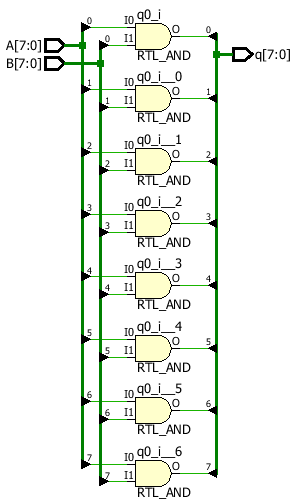 q0_i
0 I0 O 0
A[7:0] 0 I1 q[7:0]
B[7:0] RTL_AND
q0_i__0
1 I0 O 1
1 I1
RTL_AND
q0_i__1
2 I0 O 2
2 I1
RTL_AND
q0_i__2
3 I0 O 3
3 I1
RTL_AND
q0_i__3
4 I0 O 4
4 I1
RTL_AND
q0_i__4
5 I0 O 5
5 I1
RTL_AND
q0_i__5
6 I0 O 6
6 I1
RTL_AND
q0_i__6
7 I0 O 7
7 I1
RTL_AND